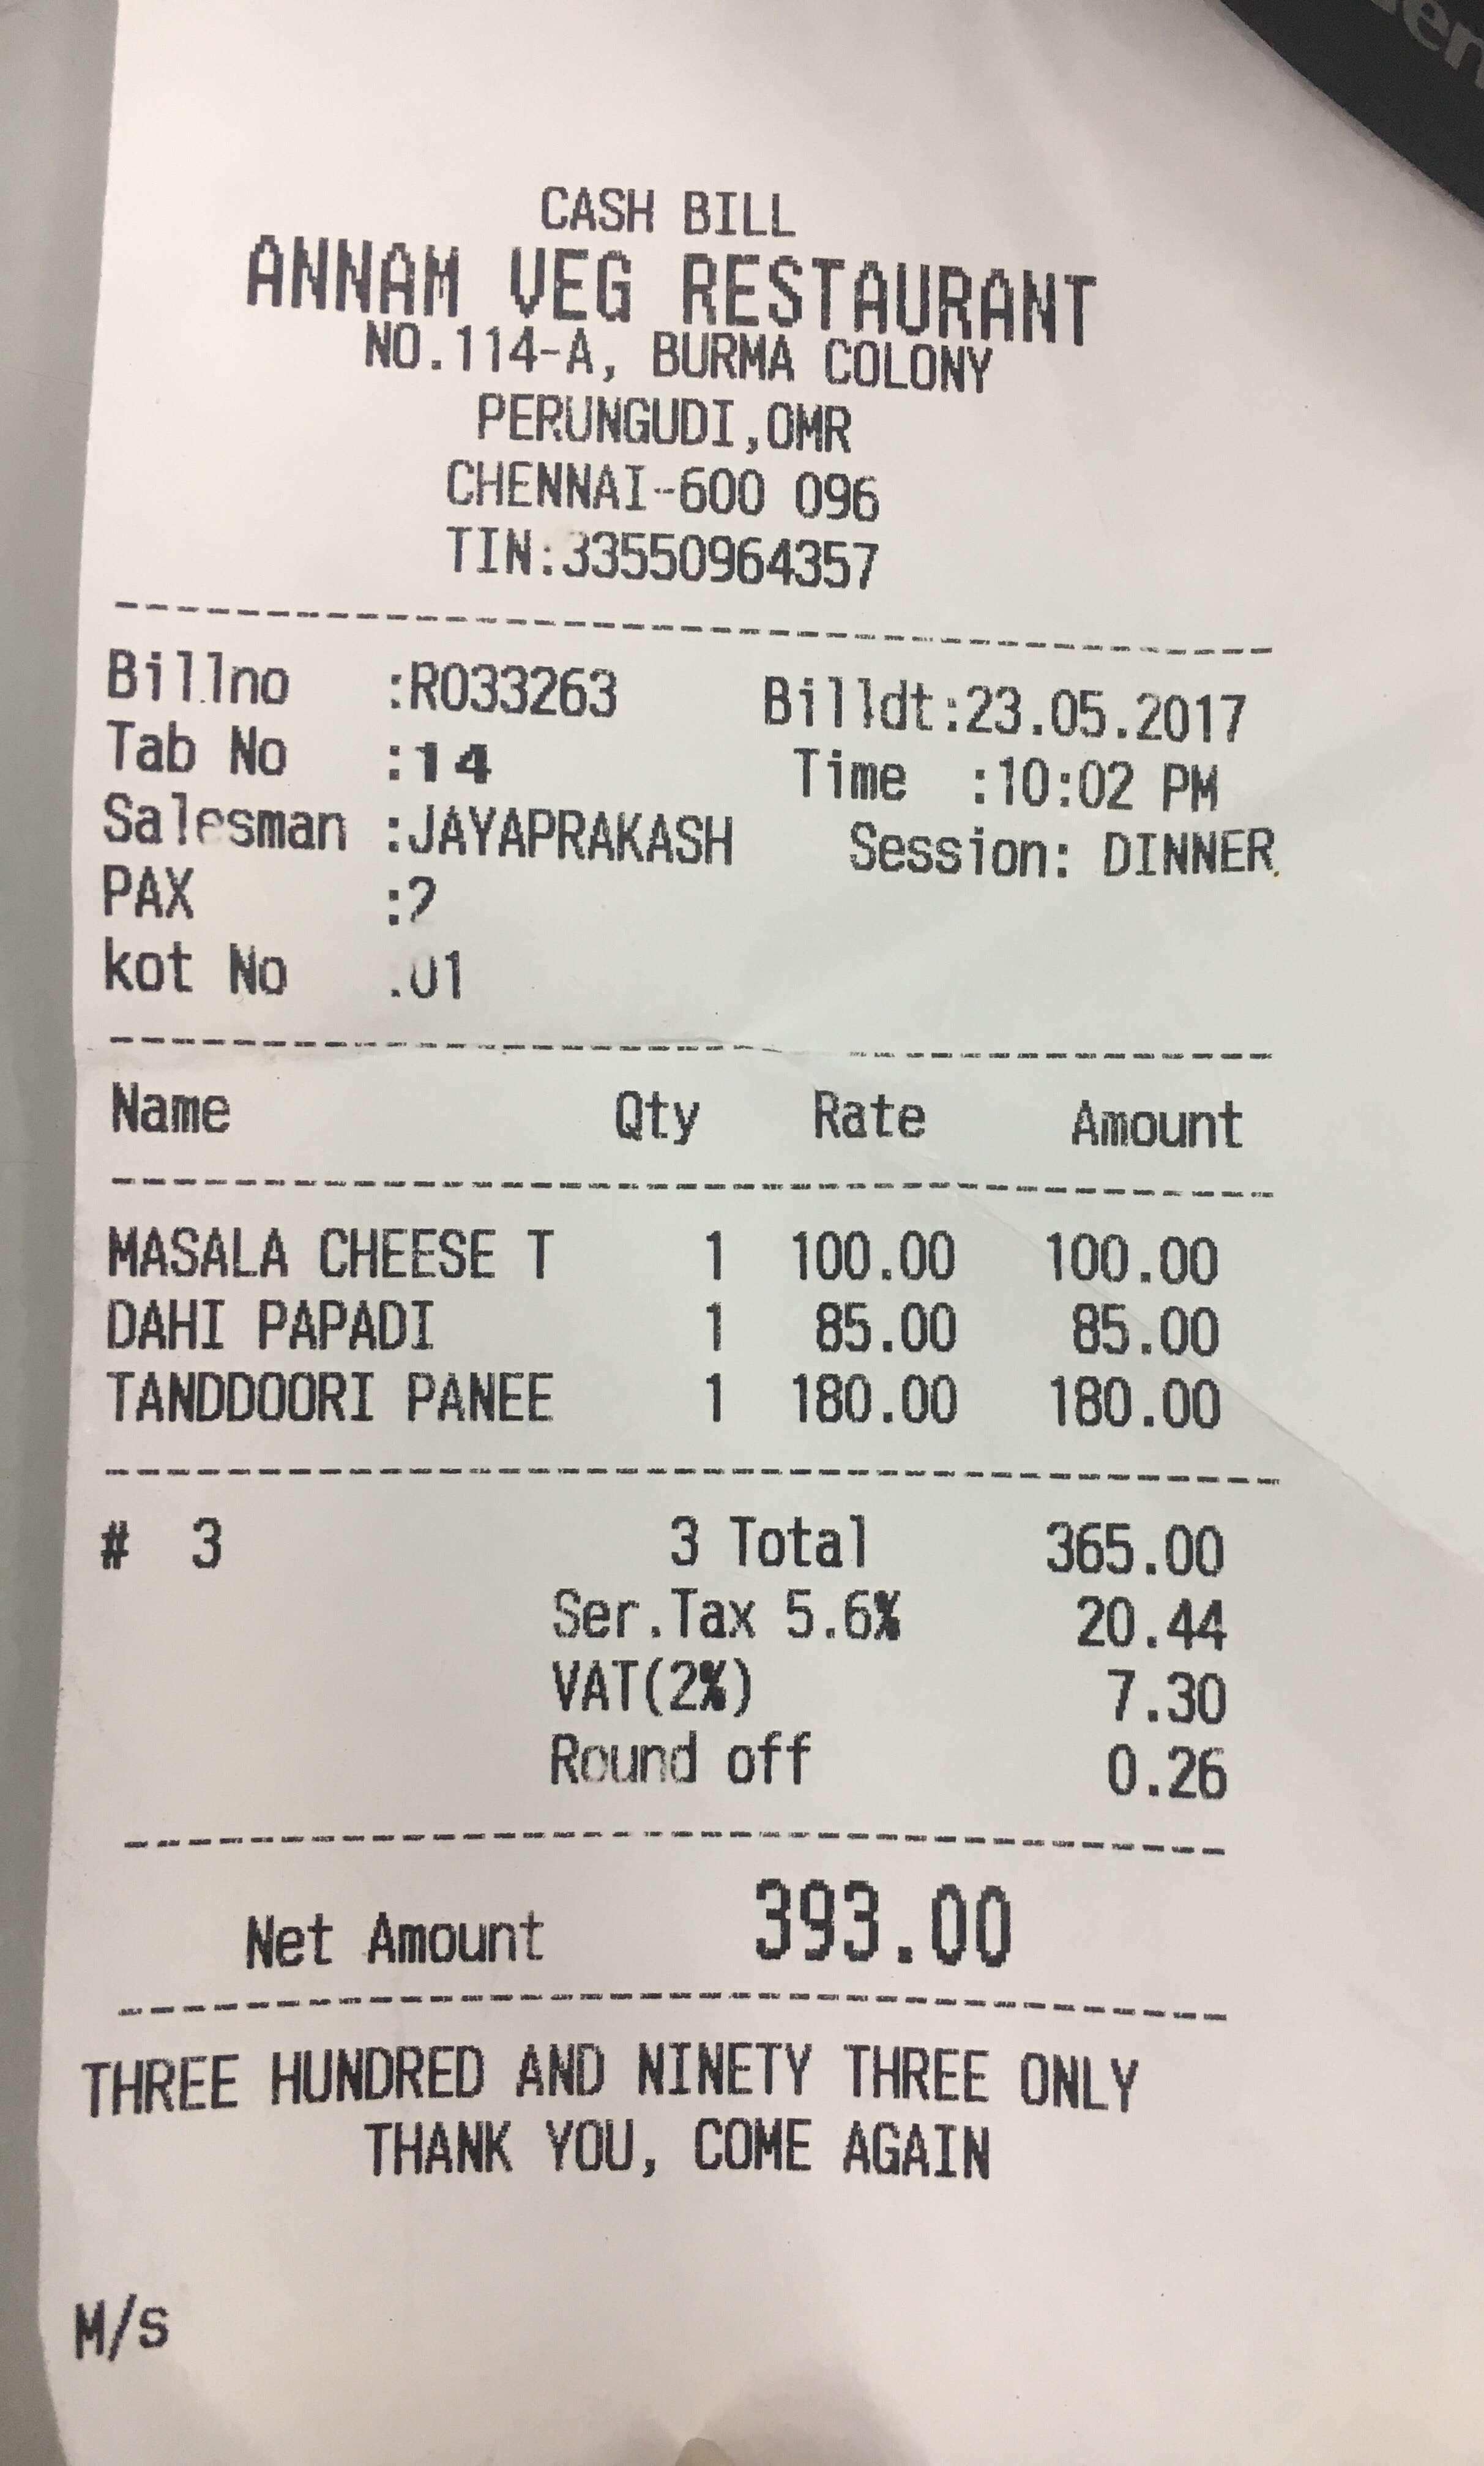 CASH BILL
ANNAM VEG RESTAURANT
NO.114-A, BURMA COLONY
PERUNGUDI,OMR
CHENNAI-600 096
TIN:33550964357
Billno :R033263 Billdt:23.05.2017
Tab No :14 Time :10:02 PM
Salesman :JAYAPRAKASH Session: DINNER
PAX :2
kot No :01
Name Qty Rate Amount
MASALA CHEESE T 1 100.00 100.00
DAHI PAPADI 1 85.00 85.00
TANDDOORI PANEE 1 180.00 180.00
# 3 3 Total 365.00
Ser.Tax 5.6% 20.44
VAT(2%) 7.30
Round off 0.26
Net Amount 393.00
THREE HUNDRED AND NINETY THREE ONLY
THANK YOU, COME AGAIN
M/s